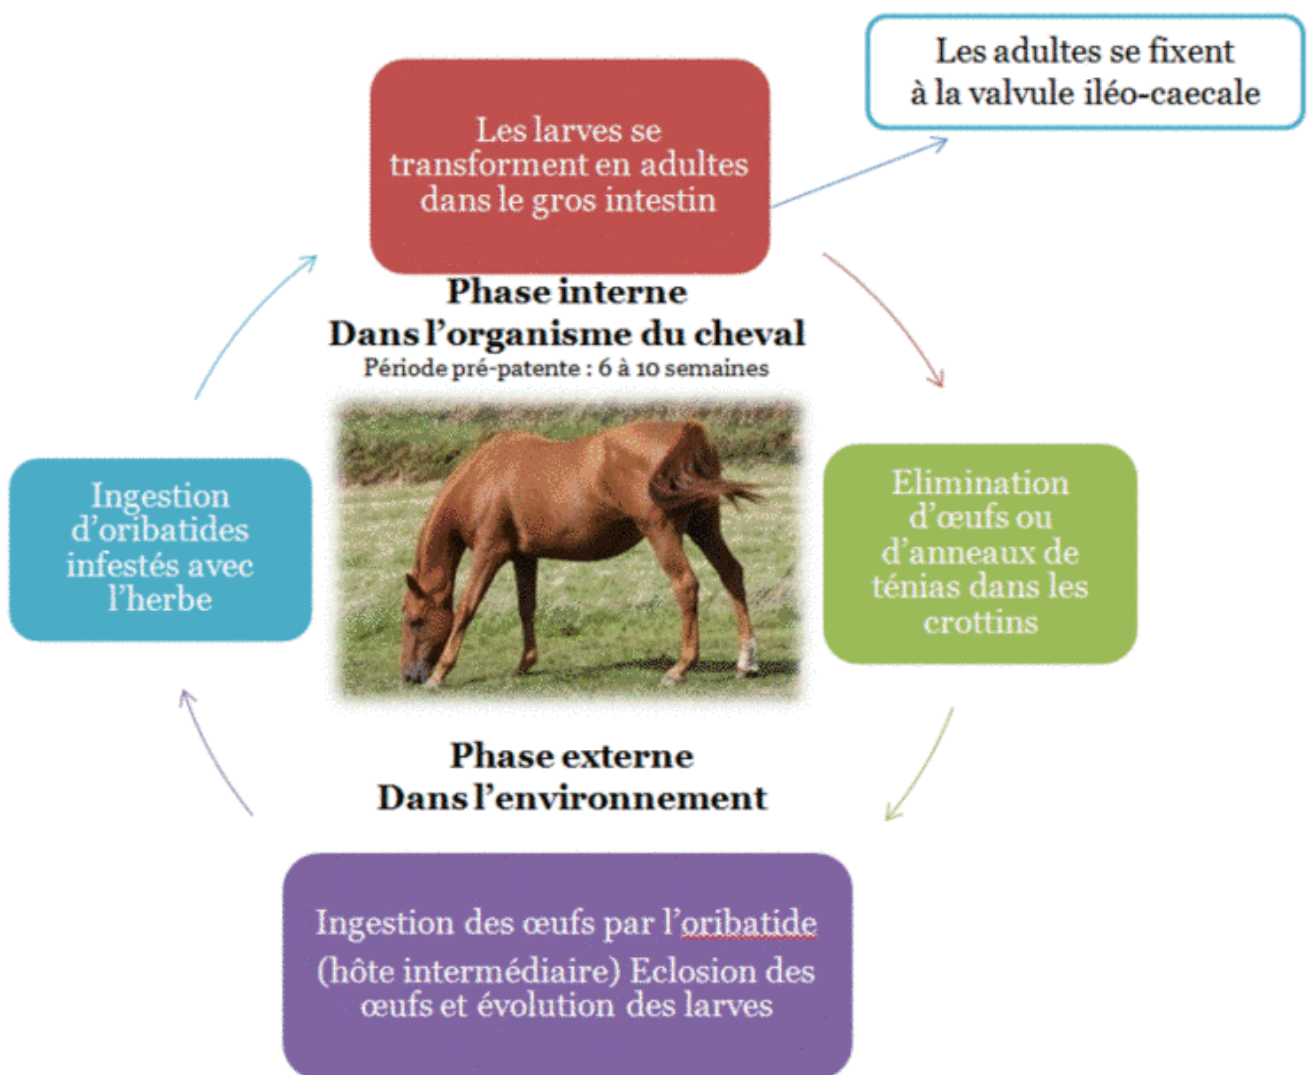 Les adultes se fixent
à la valvule iléo-caecale
Les larves se
transforment en adultes
dans le gros intestin
Phase interne
Dans l’organisme du cheval
Période pré-patente : 6 à 10 semaines
Ingestion
d’oribatides
infestés avec
l’herbe
Elimination
d’œufs ou
d’anneaux de
ténias dans les
crottins
Phase externe
Dans l’environnement
Ingestion des œufs par l’oribatide
(hôte intermédiaire) Eclosion des
œufs et évolution des larves